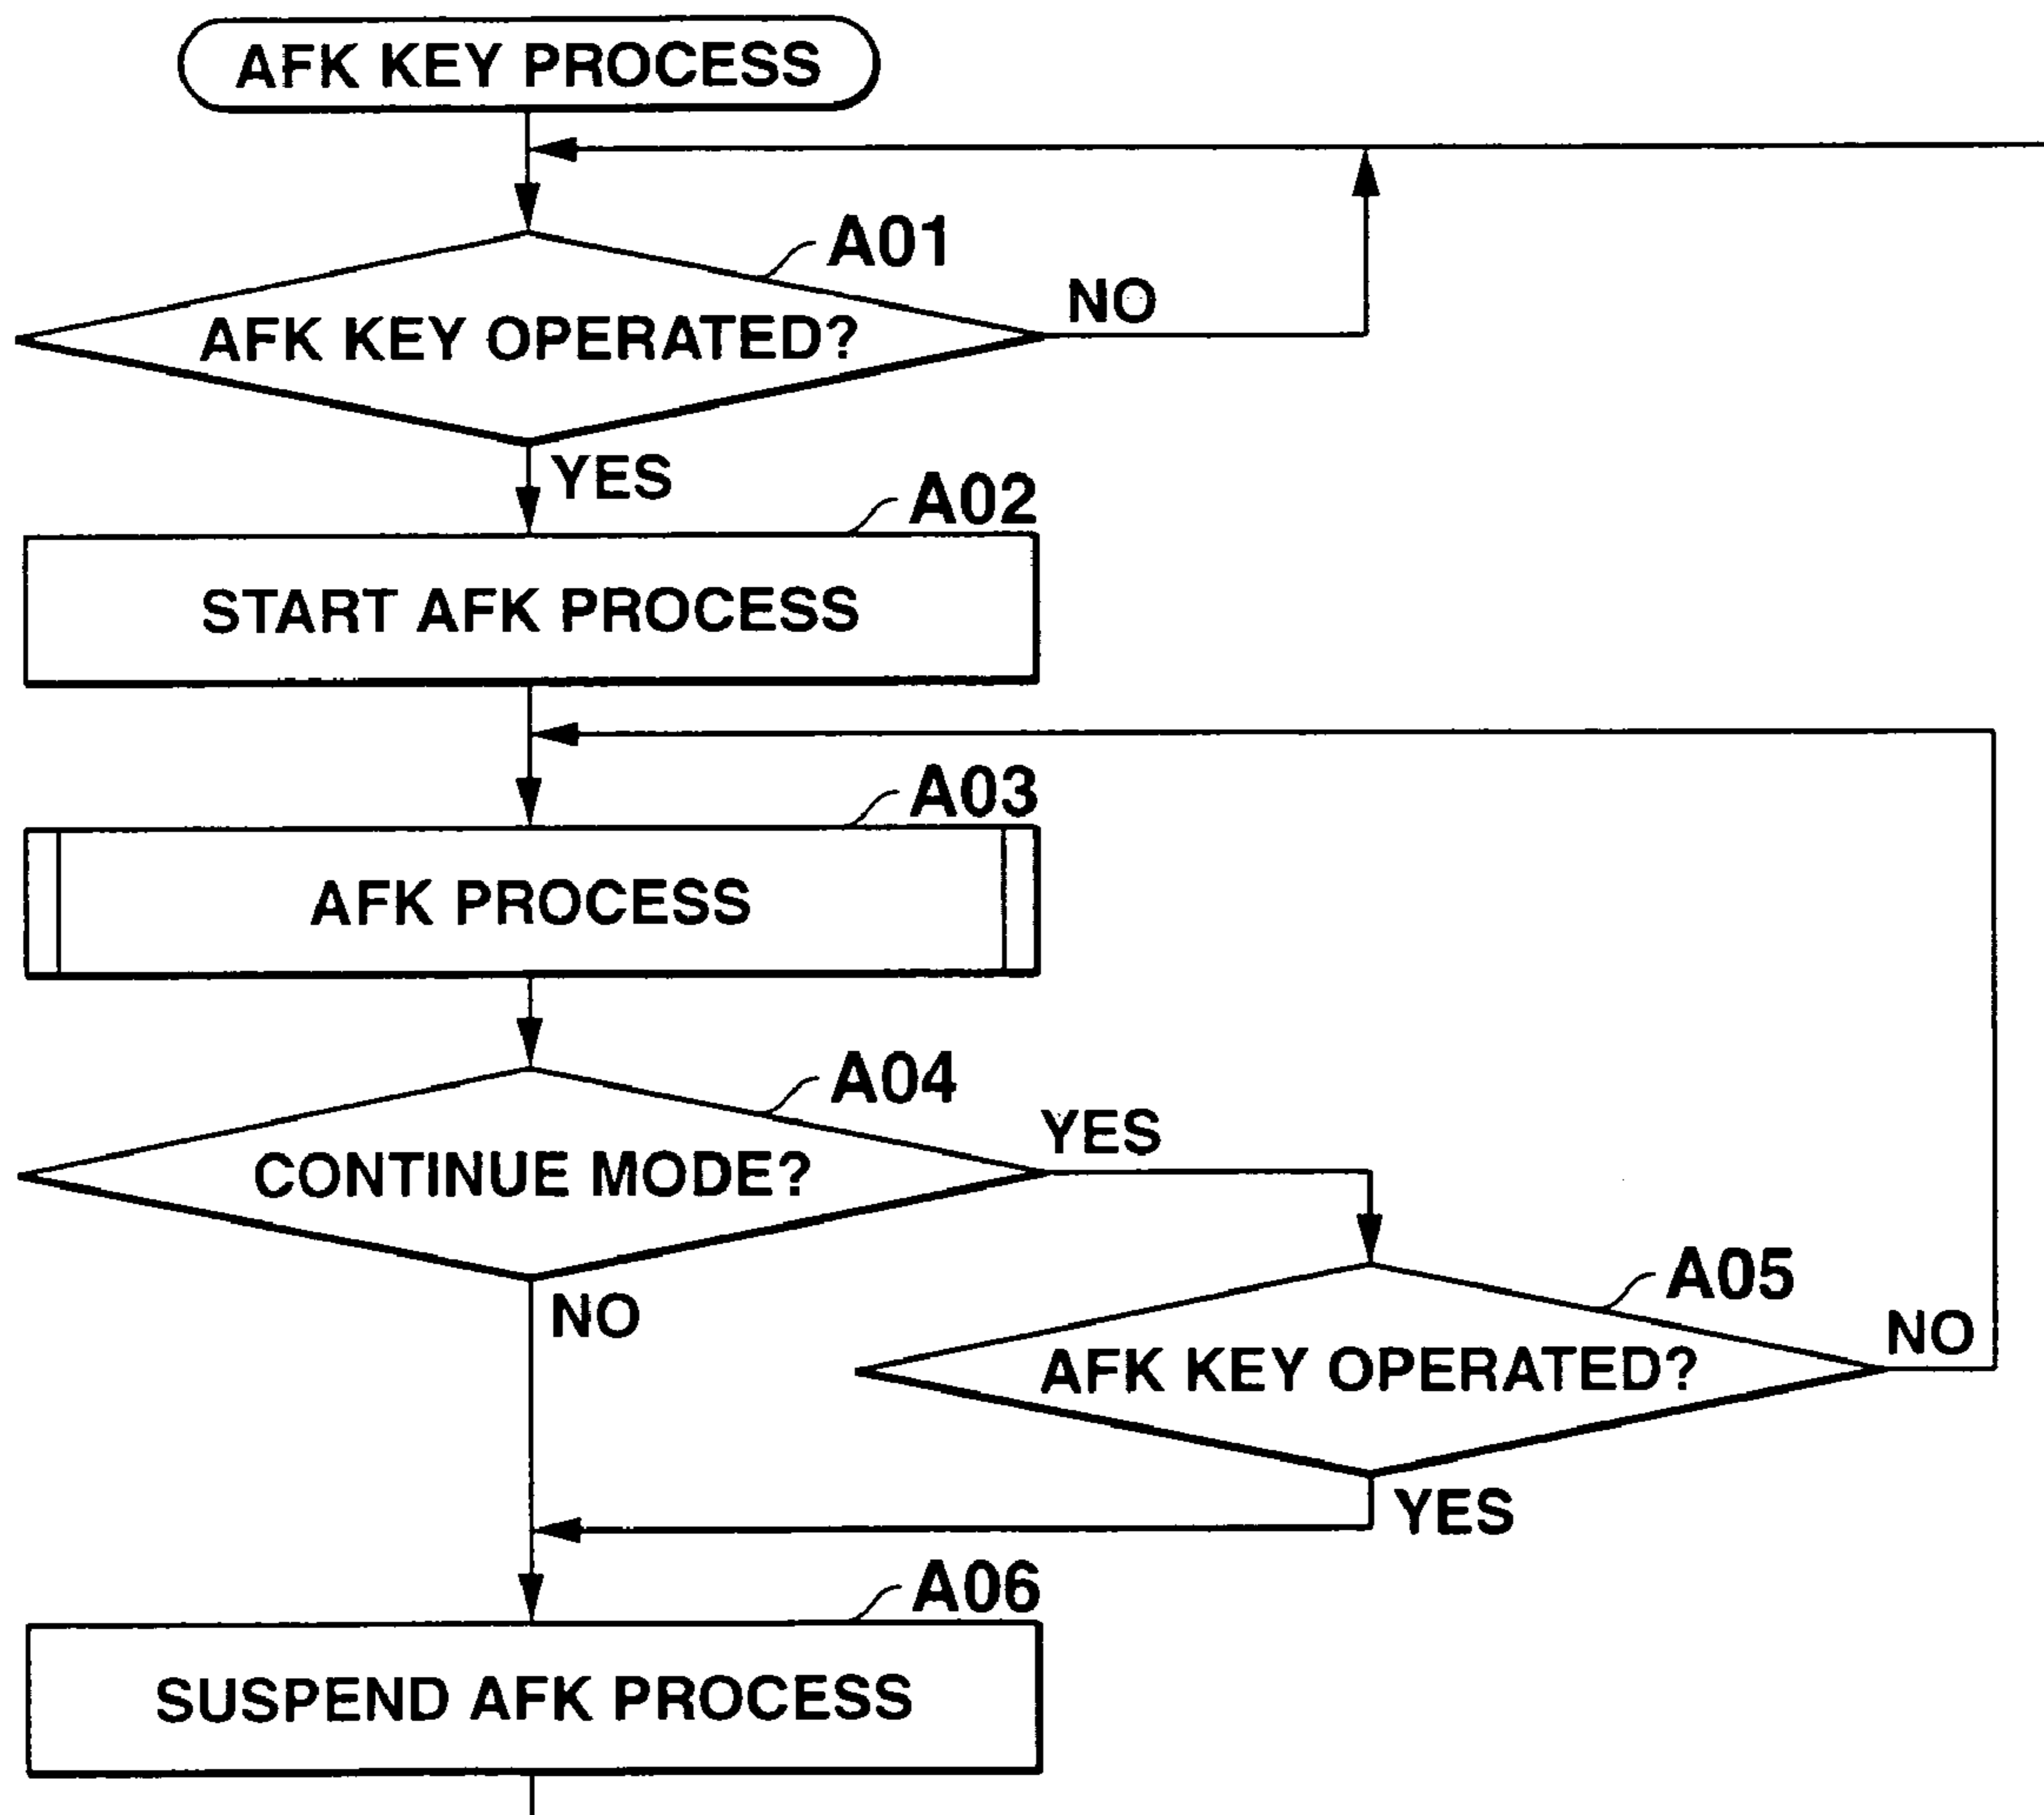 AFK KEY PROCESS
A01
AFK KEY OPERATED?
NO
YES
A02
START AFK PROCESS
A03
AFK PROCESS
A04
CONTINUE MODE?
YES
NO
A05
AFK KEY OPERATED?
NO
YES
A06
SUSPEND AFK PROCESS